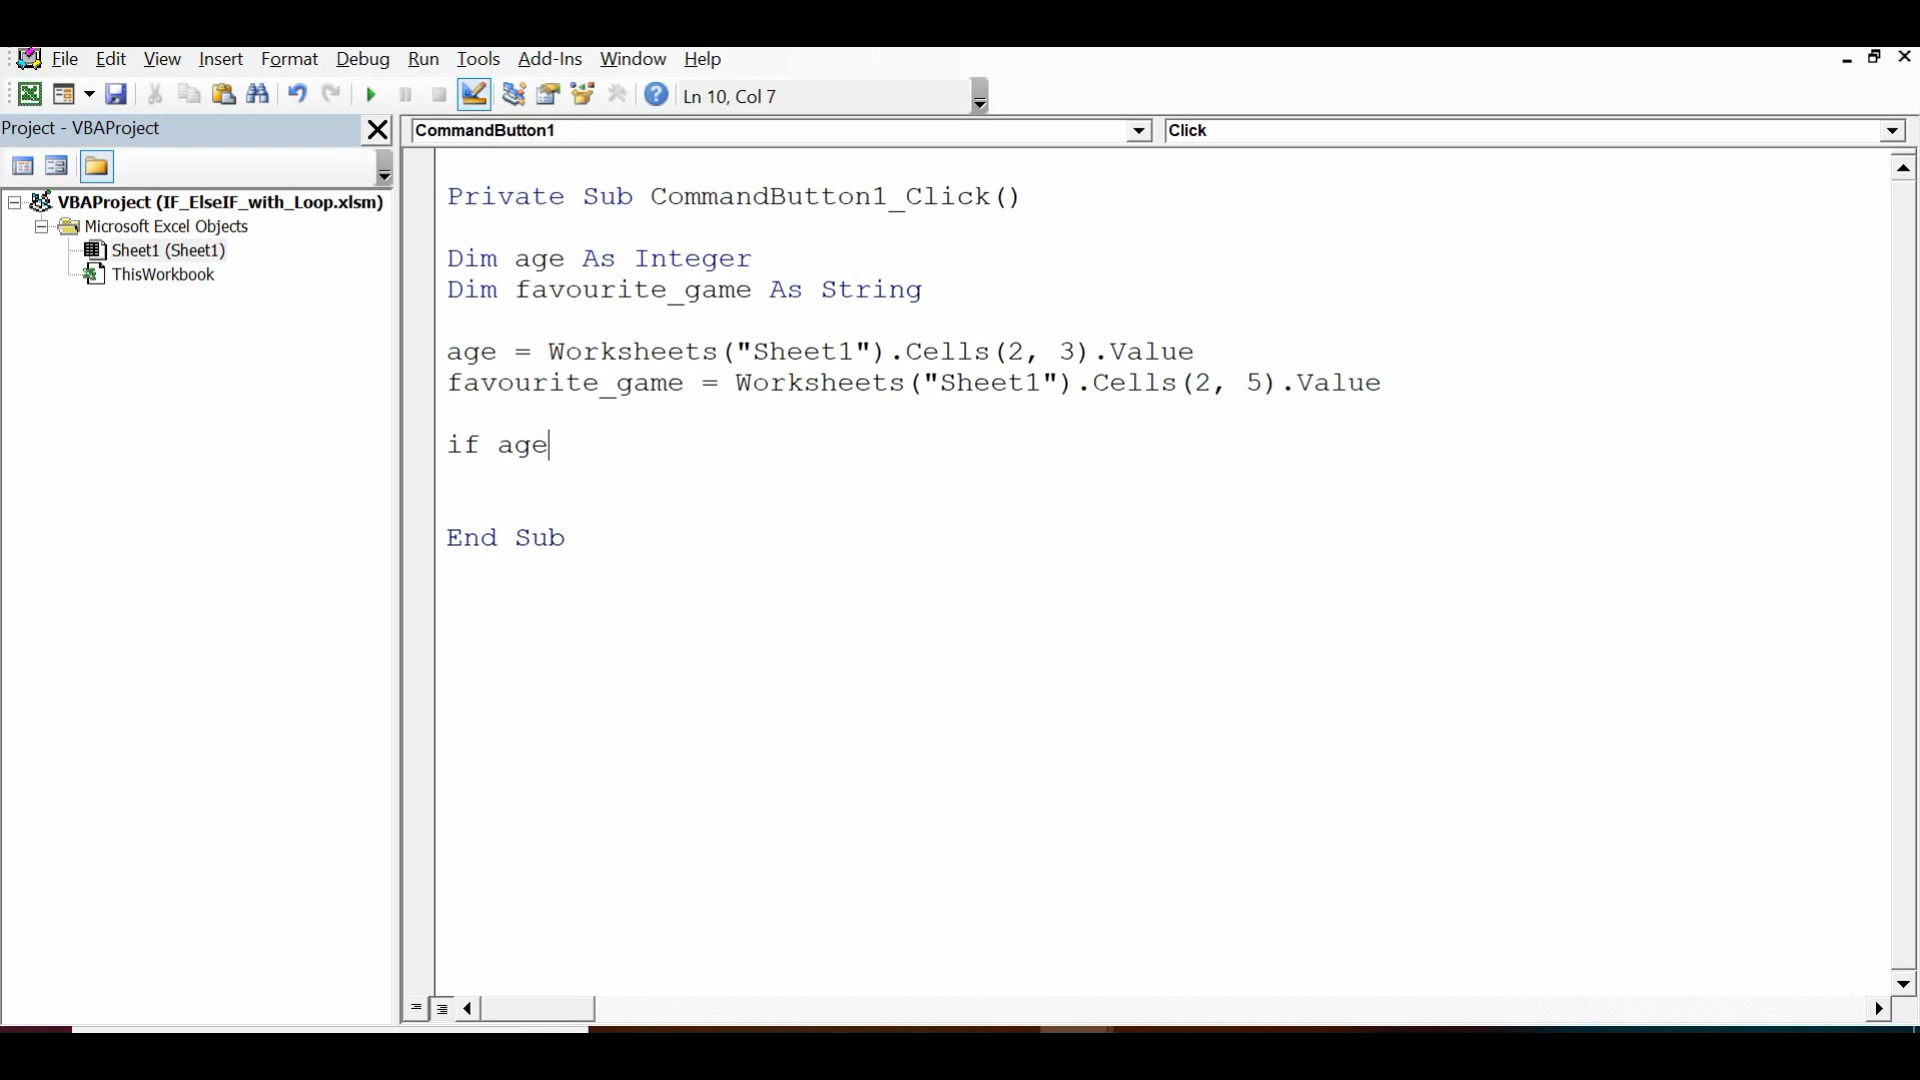 File Edit View Insert Format Debug Run Tools Add-Ins Window Help
Ln 10, Col 7
Project - VBAProject
CommandButton1
Click
VBAProject (IF_ElseIF_with_Loop.xlsm)
Microsoft Excel Objects
Sheet1 (Sheet1)
ThisWorkbook
Private Sub CommandButton1_Click()
Dim age As Integer
Dim favourite_game As String
age = Worksheets("Sheet1").Cells(2, 3).Value
favourite_game = Worksheets("Sheet1").Cells(2, 5).Value
if age
End Sub